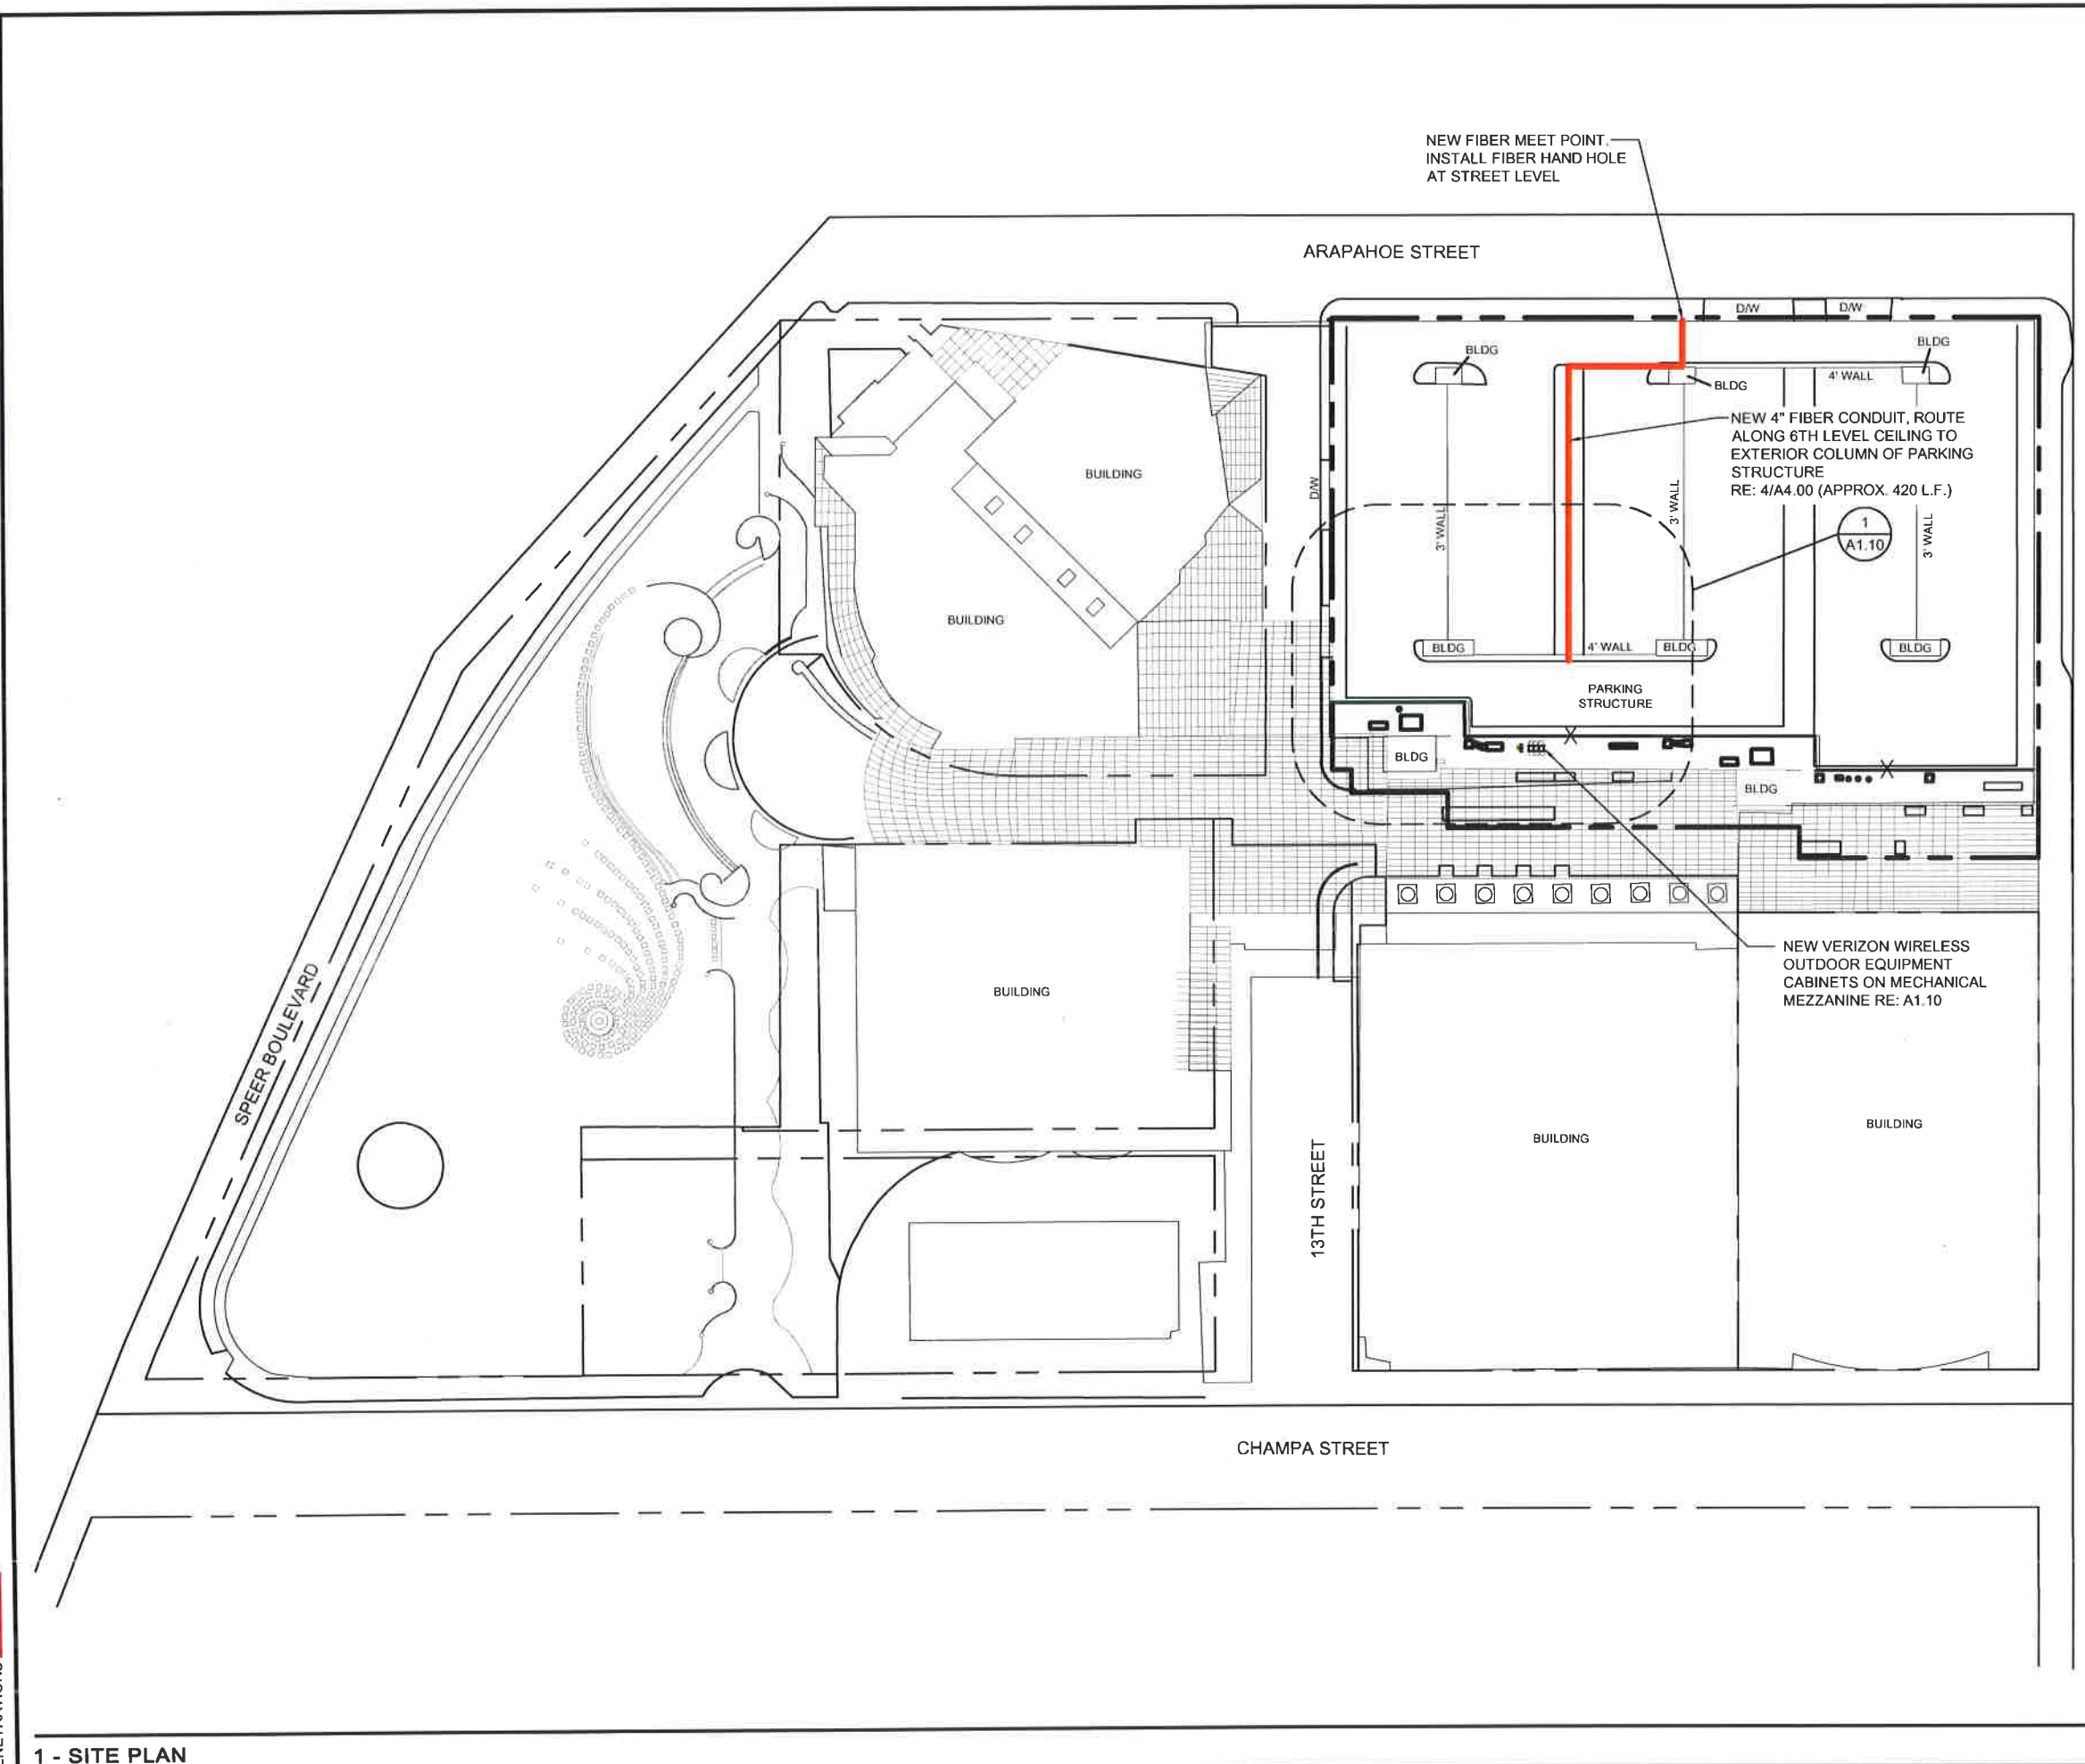 NEW FIBER MEET POINT.
INSTALL FIBER HAND HOLE
AT STREET LEVEL
ARAPAHOE STREET
D/W
D/W
BLDG
BLDG
BLDG
4' WALL
NEW 4" FIBER CONDUIT, ROUTE
ALONG 6TH LEVEL CEILING TO
EXTERIOR COLUMN OF PARKING
STRUCTURE
RE: 4/A4.00 (APPROX. 420 L.F.)
BUILDING
D/W
3' WALL
3' WALL
1
A1.10
3' WALL
BUILDING
BLDG
4' WALL
BLDG
BLDG
PARKING
STRUCTURE
BLDG
BLDG
NEW VERIZON WIRELESS
OUTDOOR EQUIPMENT
CABINETS ON MECHANICAL
MEZZANINE RE: A1.10
SPEER BOULEVARD
BUILDING
13TH STREET
BUILDING
BUILDING
CHAMPA STREET
1 - SITE PLAN